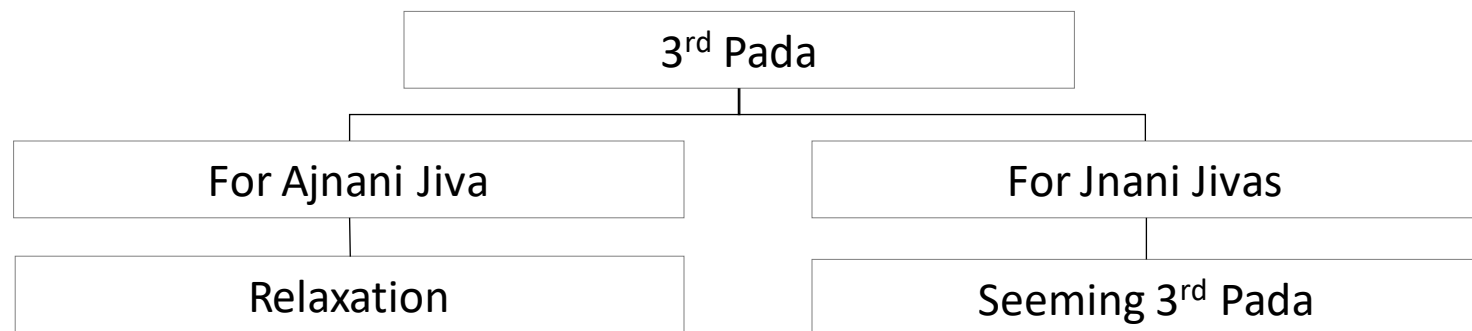 3rd Pada
For Ajnani Jiva
For Jnani Jivas
Relaxation
Seeming 3rd Pada